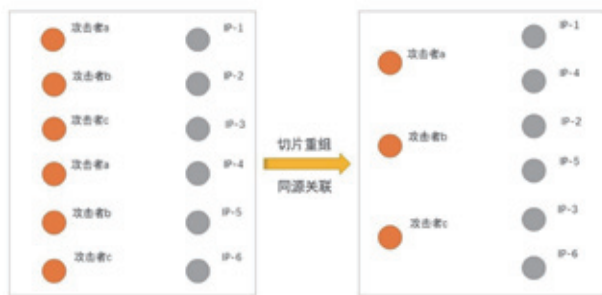 攻击者a
IP-1
攻击者b
IP-2
攻击者c
IP-3
攻击者a
IP-4
攻击者b
IP-5
攻击者c
IP-6
切片重组
同源关联
IP-1
攻击者a
IP-4
IP-2
攻击者b
IP-5
IP-3
攻击者c
IP-6